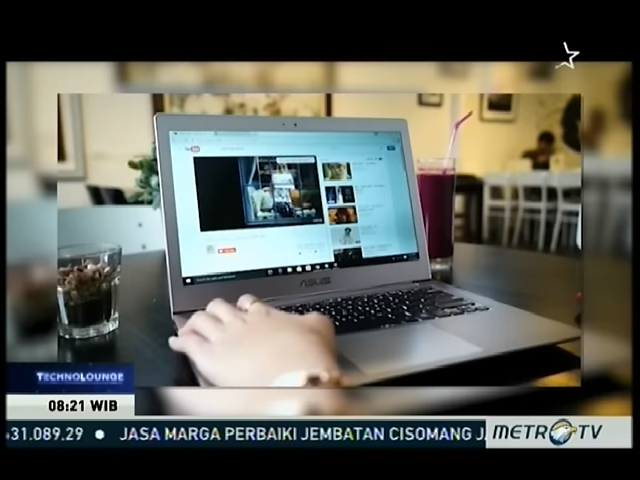 ASUS
TECHNOLOUNGE
08:21 WIB
31.089.29 • JASA MARGA PERBAIKI JEMBATAN CISOMANG J
METRO TV